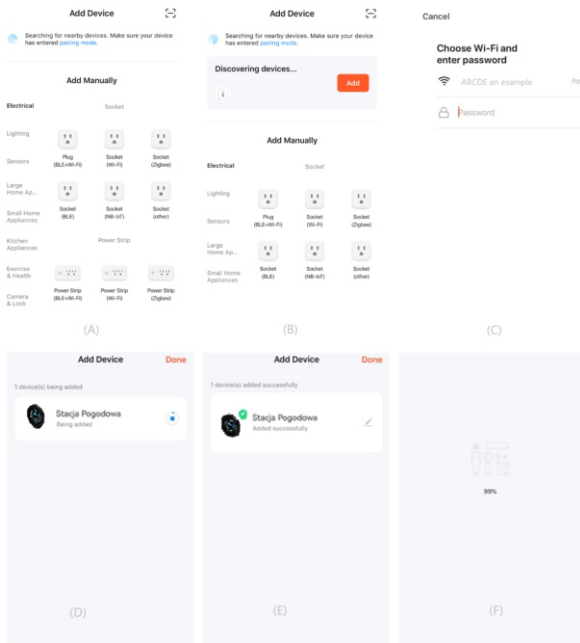 Add Device
Searching for nearby devices. Make sure your device
has entered pairing mode.
Add Manually
Electrical
Socket
Lighting
Sensors
Plug
(BLE+Wi-Fi)
Socket
(Wi-Fi)
Socket
(Zigbee)
Large
Home Ap...
Small Home
Appliances
Socket
(BLE)
Socket
(NB-IoT)
Socket
(other)
Kitchen
Appliances
Power Strip
Exercise
& Health
Camera
& Lock
Power Strip
(BLE+Wi-Fi)
Power Strip
(Wi-Fi)
Power Strip
(Zigbee)
(A)
Add Device
Searching for nearby devices. Make sure your device
has entered pairing mode.
Discovering devices...
Add
Add Manually
Electrical
Socket
Lighting
Sensors
Plug
(BLE+Wi-Fi)
Socket
(Wi-Fi)
Socket
(Zigbee)
Large
Home Ap...
Small Home
Appliances
Socket
(BLE)
Socket
(NB-IoT)
Socket
(other)
(B)
Cancel
Choose Wi-Fi and
enter password
ABCDE an example
Password
(C)
Add Device
Done
1 device(s) being added
Stacja Pogodowa
Being added
(D)
Add Device
Done
1 device(s) added successfully
Stacja Pogodowa
Added successfully
(E)
99%
(F)